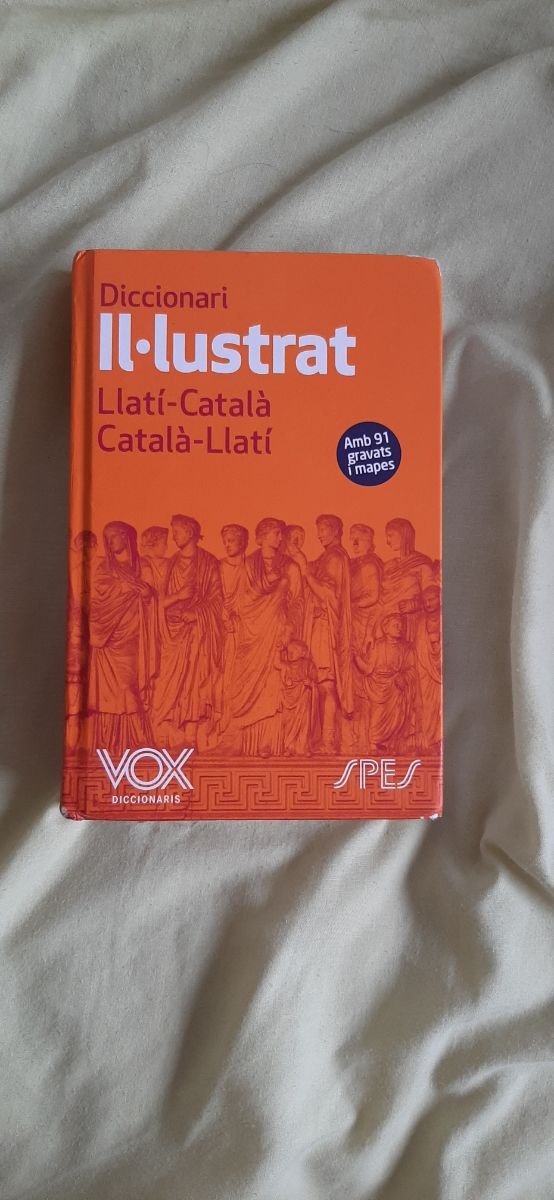 Diccionari
Il·lustrat
Llatí-Català
Català-Llatí
Amb 91
gravats
i mapes
VOX
DICCIONARIS
SPES